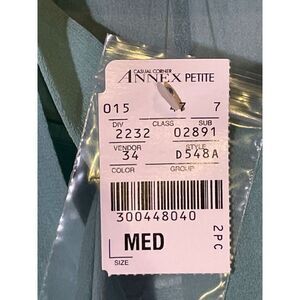 CASUAL CORNER
ANNEX PETITE
015 47 7
DIV CLASS SUB
2232 02891
VENDOR STYLE
34 D548A
COLOR GROUP
300448040
MED
SIZE
2PC